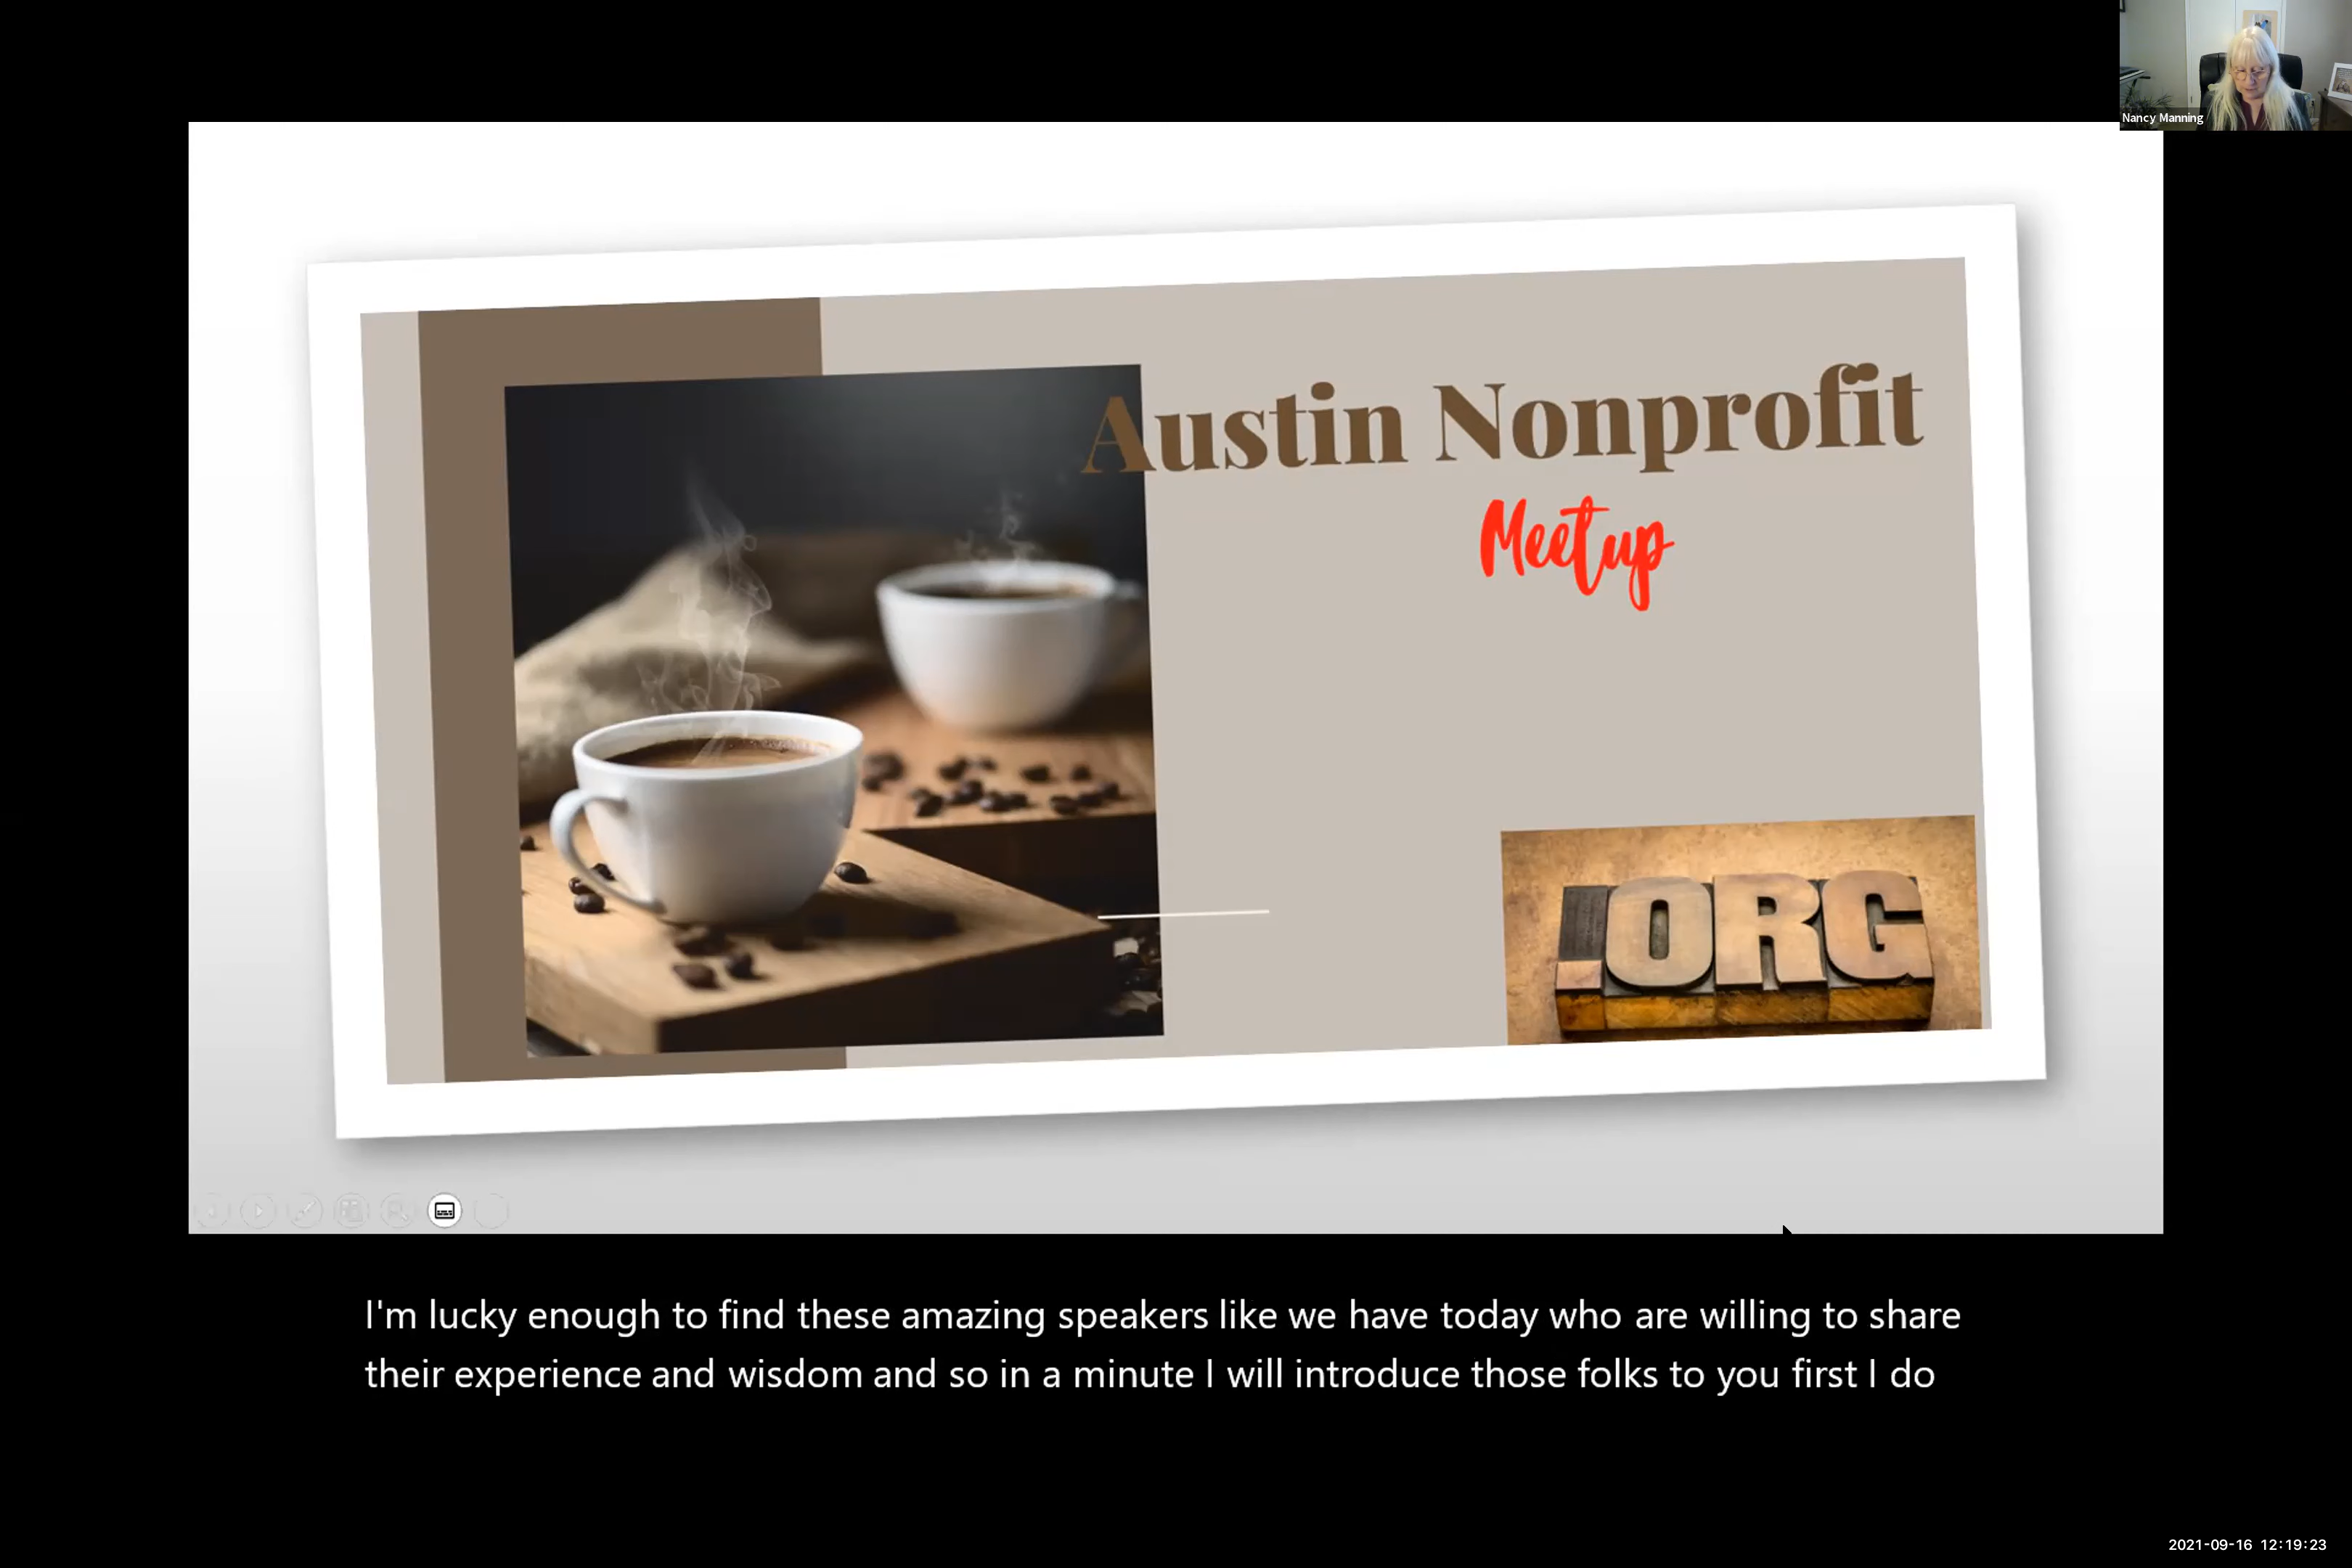 Nancy Manning
Austin Nonprofit
Meetup
.ORG
I'm lucky enough to find these amazing speakers like we have today who are willing to share
their experience and wisdom and so in a minute I will introduce those folks to you first I do
2021-09-16 12:19:23